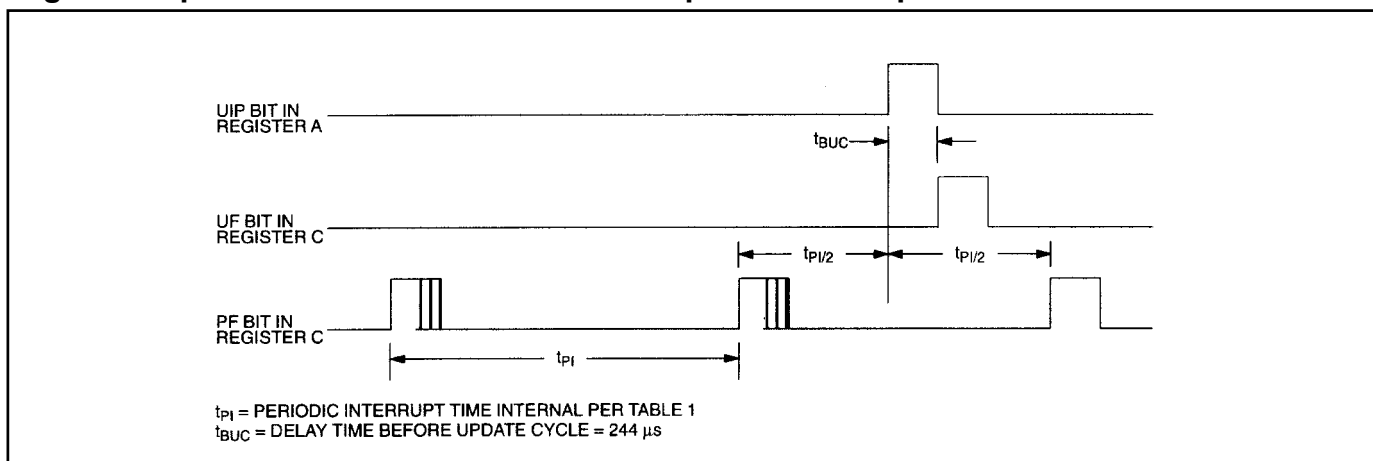 UIP BIT IN
REGISTER A
tBUC
UF BIT IN
REGISTER C
tPI/2 tPI/2
PF BIT IN
REGISTER C
tPI
tPI = PERIODIC INTERRUPT TIME INTERNAL PER TABLE 1
tBUC = DELAY TIME BEFORE UPDATE CYCLE = 244 µs